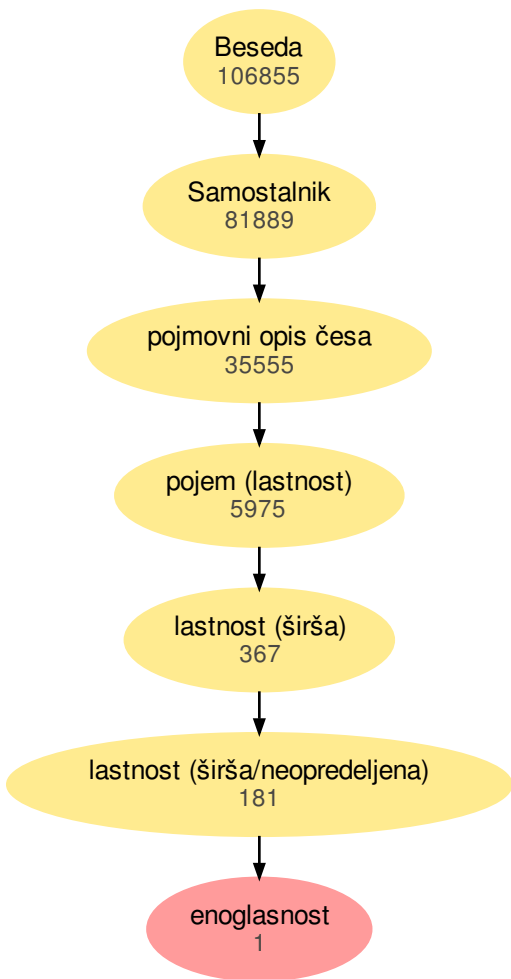 Beseda
106855
Samostalnik
81889
pojmovni opis česa
35555
pojem (lastnost)
5975
lastnost (širša)
367
lastnost (širša/neopredeljena)
181
enoglasnost
1